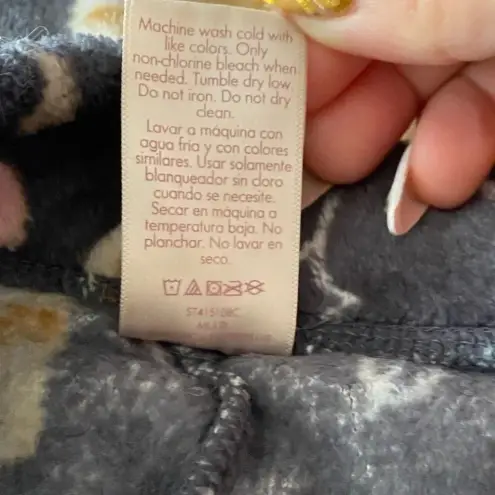 Machine wash cold with
like colors. Only
non-chlorine bleach when
needed. Tumble dry low.
Do not iron. Do not dry
clean.
Lavar a máquina con
agua fria y con colores
similares. Usar solamente
blanqueador sin cloro
cuando se necesite.
Secar en máquina a
temperatura baja. No
planchar. No lavar en
seco.